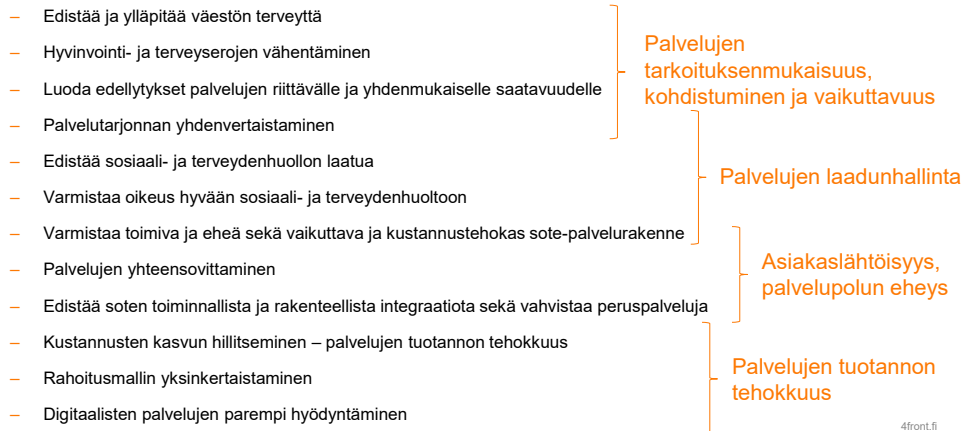 – Edistää ja ylläpitää väestön terveyttä
– Hyvinvointi- ja terveyserojen vähentäminen
– Luoda edellytykset palvelujen riittävälle ja yhdenmukaiselle saatavuudelle
– Palvelutarjonnan yhdenvertaistaminen
– Edistää sosiaali- ja terveydenhuollon laatua
– Varmistaa oikeus hyvään sosiaali- ja terveydenhuoltoon
– Varmistaa toimiva ja eheä sekä vaikuttava ja kustannustehokas sote-palvelurakenne
– Palvelujen yhteensovittaminen
– Edistää soten toiminnallista ja rakenteellista integraatiota sekä vahvistaa peruspalveluja
– Kustannusten kasvun hillitseminen – palvelujen tuotannon tehokkuus
– Rahoitusmallin yksinkertaistaminen
– Digitaalisten palvelujen parempi hyödyntäminen
Palvelujen
tarkoituksenmukaisuus,
kohdistuminen ja vaikuttavuus
Palvelujen laadunhallinta
Asiakaslähtöisyys,
palvelupolun eheys
Palvelujen tuotannon
tehokkuus
4front.fi